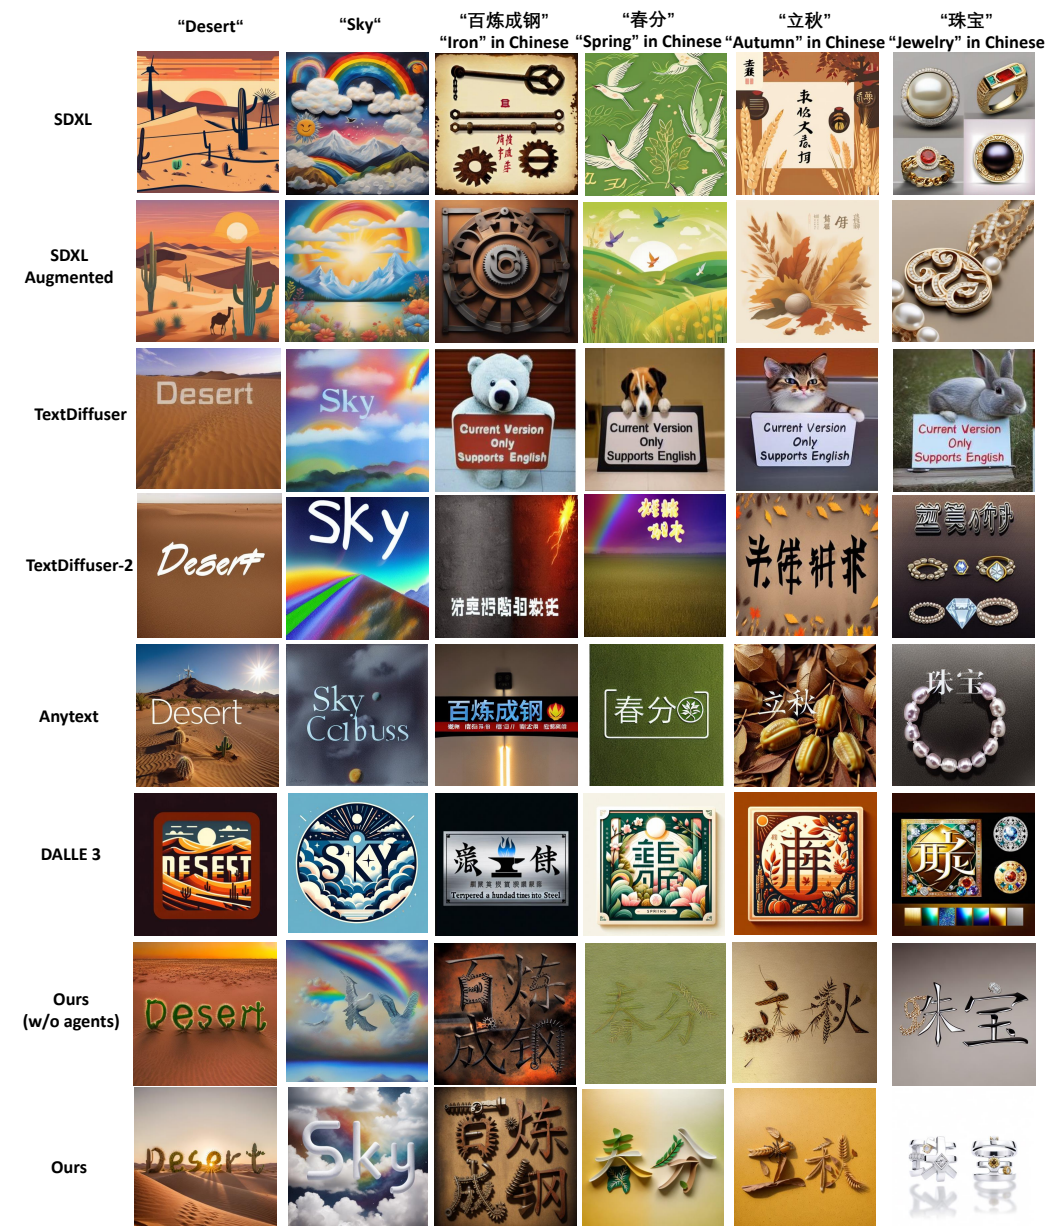 "Desert"
"Sky"
"百炼成钢"
"Iron" in Chinese
"春分"
"Spring" in Chinese
"立秋"
"Autumn" in Chinese
"珠宝"
"Jewelry" in Chinese
SDXL
SDXL
Augmented
TextDiffuser
Desert
Sky
Current Version
Only
Supports English
Current Version
Only
Supports English
Current Version
Only
Supports English
Current Version
Only
Supports English
TextDiffuser-2
Desert
Sky
Anytext
Desert
Sky
Ccibuss
百炼成钢
春分
立秋
珠宝
DALLE 3
DESEST
SKY
Tempered a hundad tines into Steel
SPRING
Ours
(w/o agents)
Desert
Sky
百炼
成钢
春分
立秋
珠宝
Ours
Desert
Sky
百炼
成钢
春分
立秋
珠宝